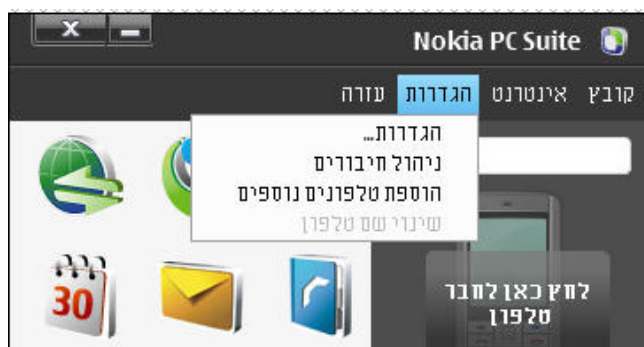 Nokia PC Suite
קובץ אינטרנט הגדרות עזרה
הגדרות...
ניהול חיבורים
הוספת טלפונים נוספים
שינוי שם טלפון
לחץ כאן לחבר
טלפון
30